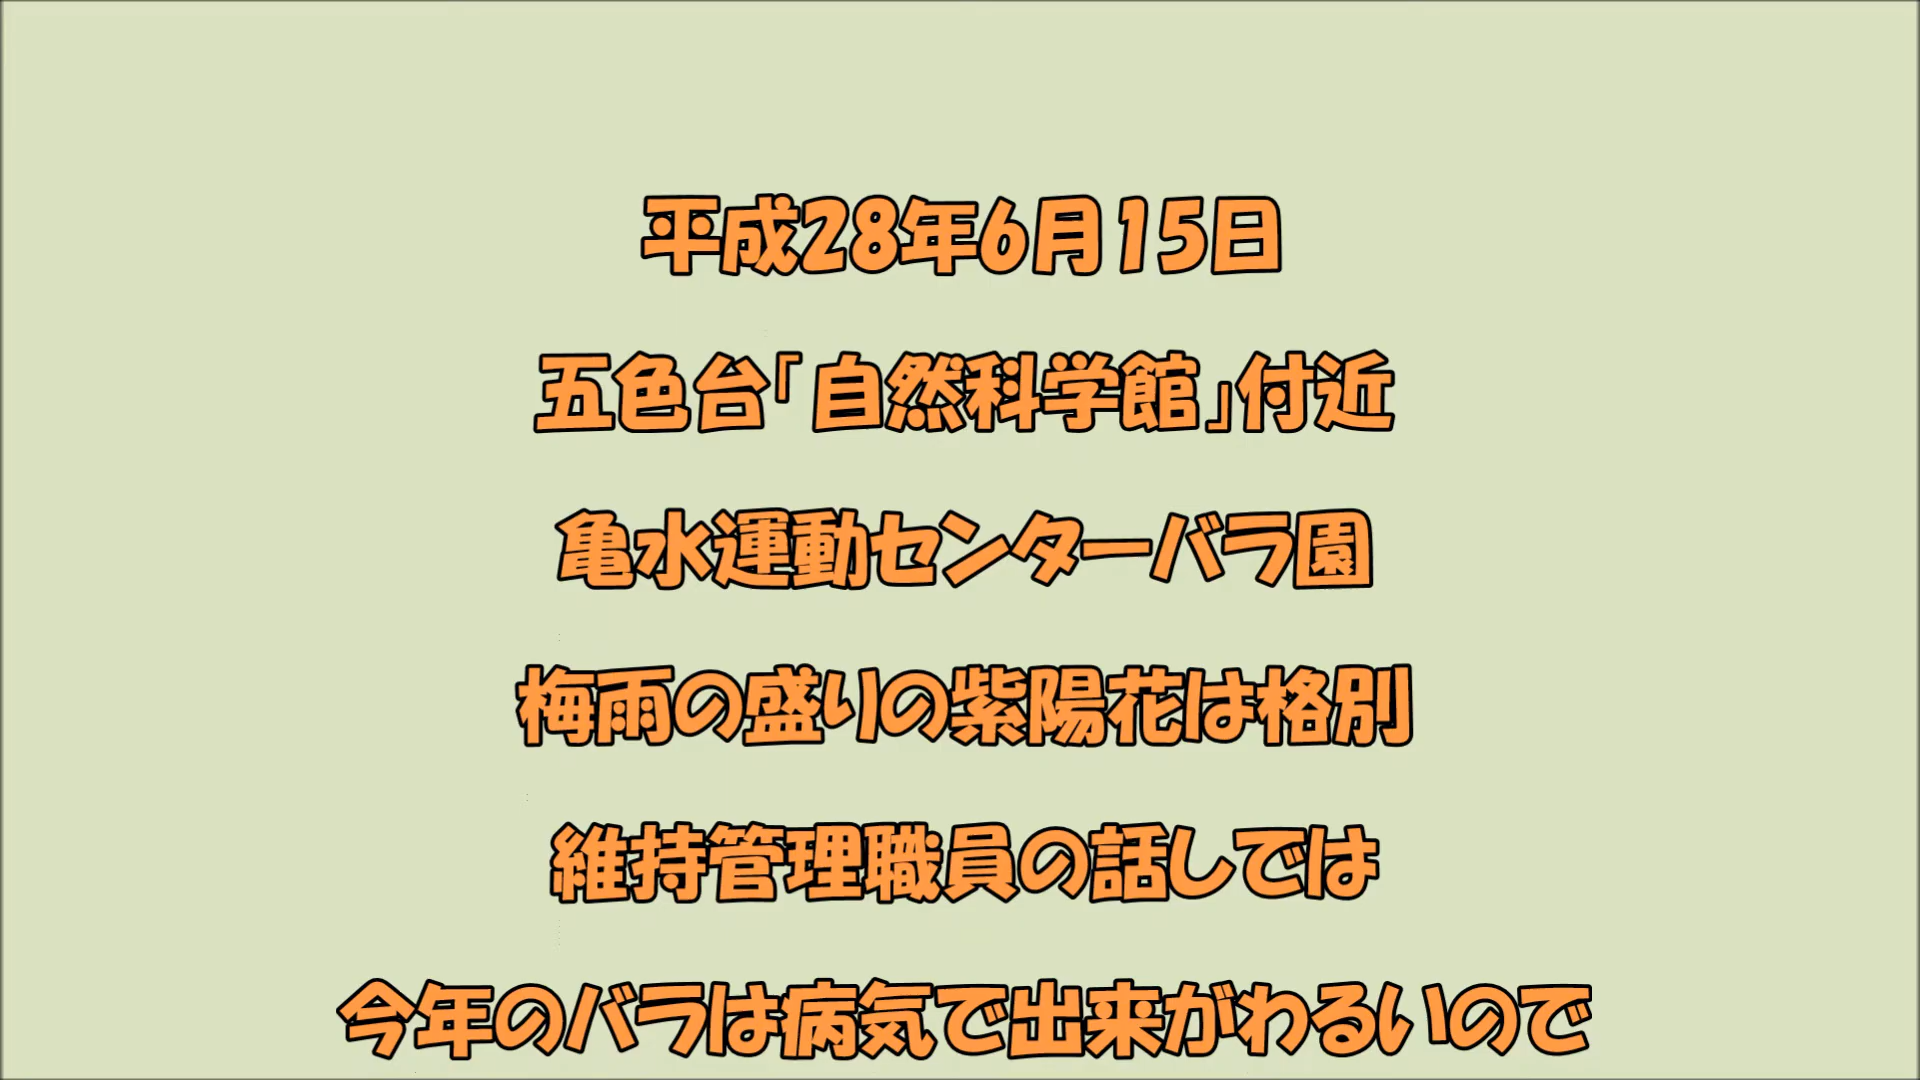 平成28年6月15日
五色台「自然科学館」付近
亀水運動センターバラ園
梅雨の盛りの紫陽花は格別
維持管理職員の話しでは
今年のバラは病気で出来がわるいので